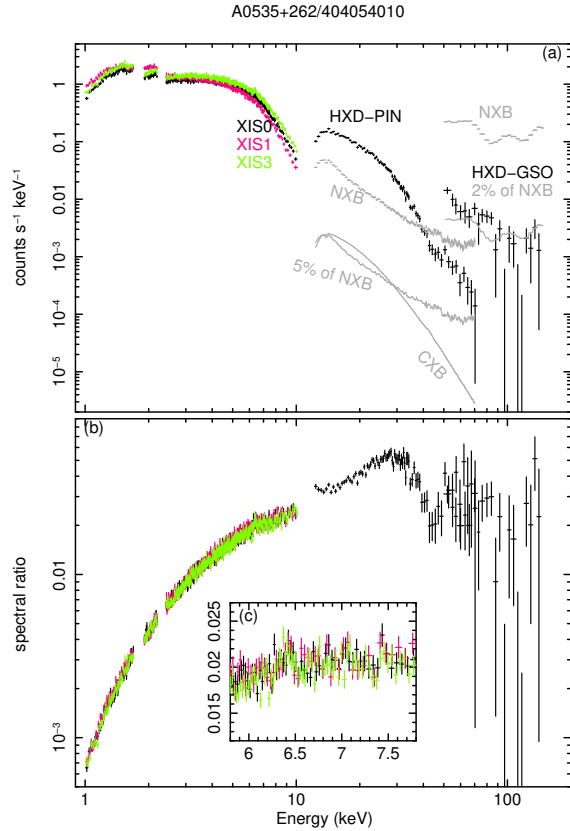 A0535+262/404054010
(a)
counts s⁻¹ keV⁻¹
1
0.1
0.01
10⁻³
10⁻⁴
10⁻⁵
XIS0
XIS1
XIS3
HXD−PIN
NXB
NXB
HXD−GSO
2% of NXB
5% of NXB
CXB
(b)
spectral ratio
0.01
10⁻³
(c)
0.025
0.02
0.015
6 6.5 7 7.5
1 10 100
Energy (keV)